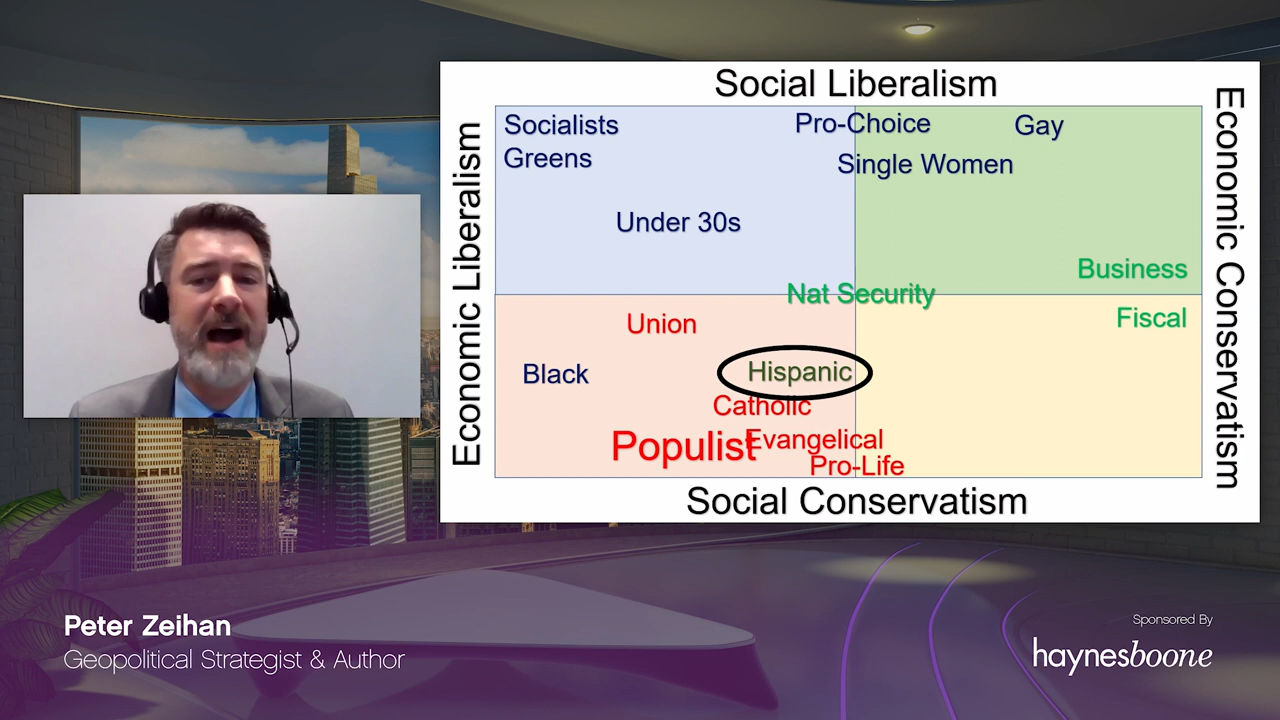 Social Liberalism
Economic Liberalism
Economic Conservatism
Socialists
Pro-Choice
Gay
Greens
Single Women
Under 30s
Business
Nat Security
Fiscal
Union
Black
Hispanic
Catholic
Populist
Evangelical
Pro-Life
Social Conservatism
Peter Zeihan
Geopolitical Strategist & Author
Sponsored By
haynesboone